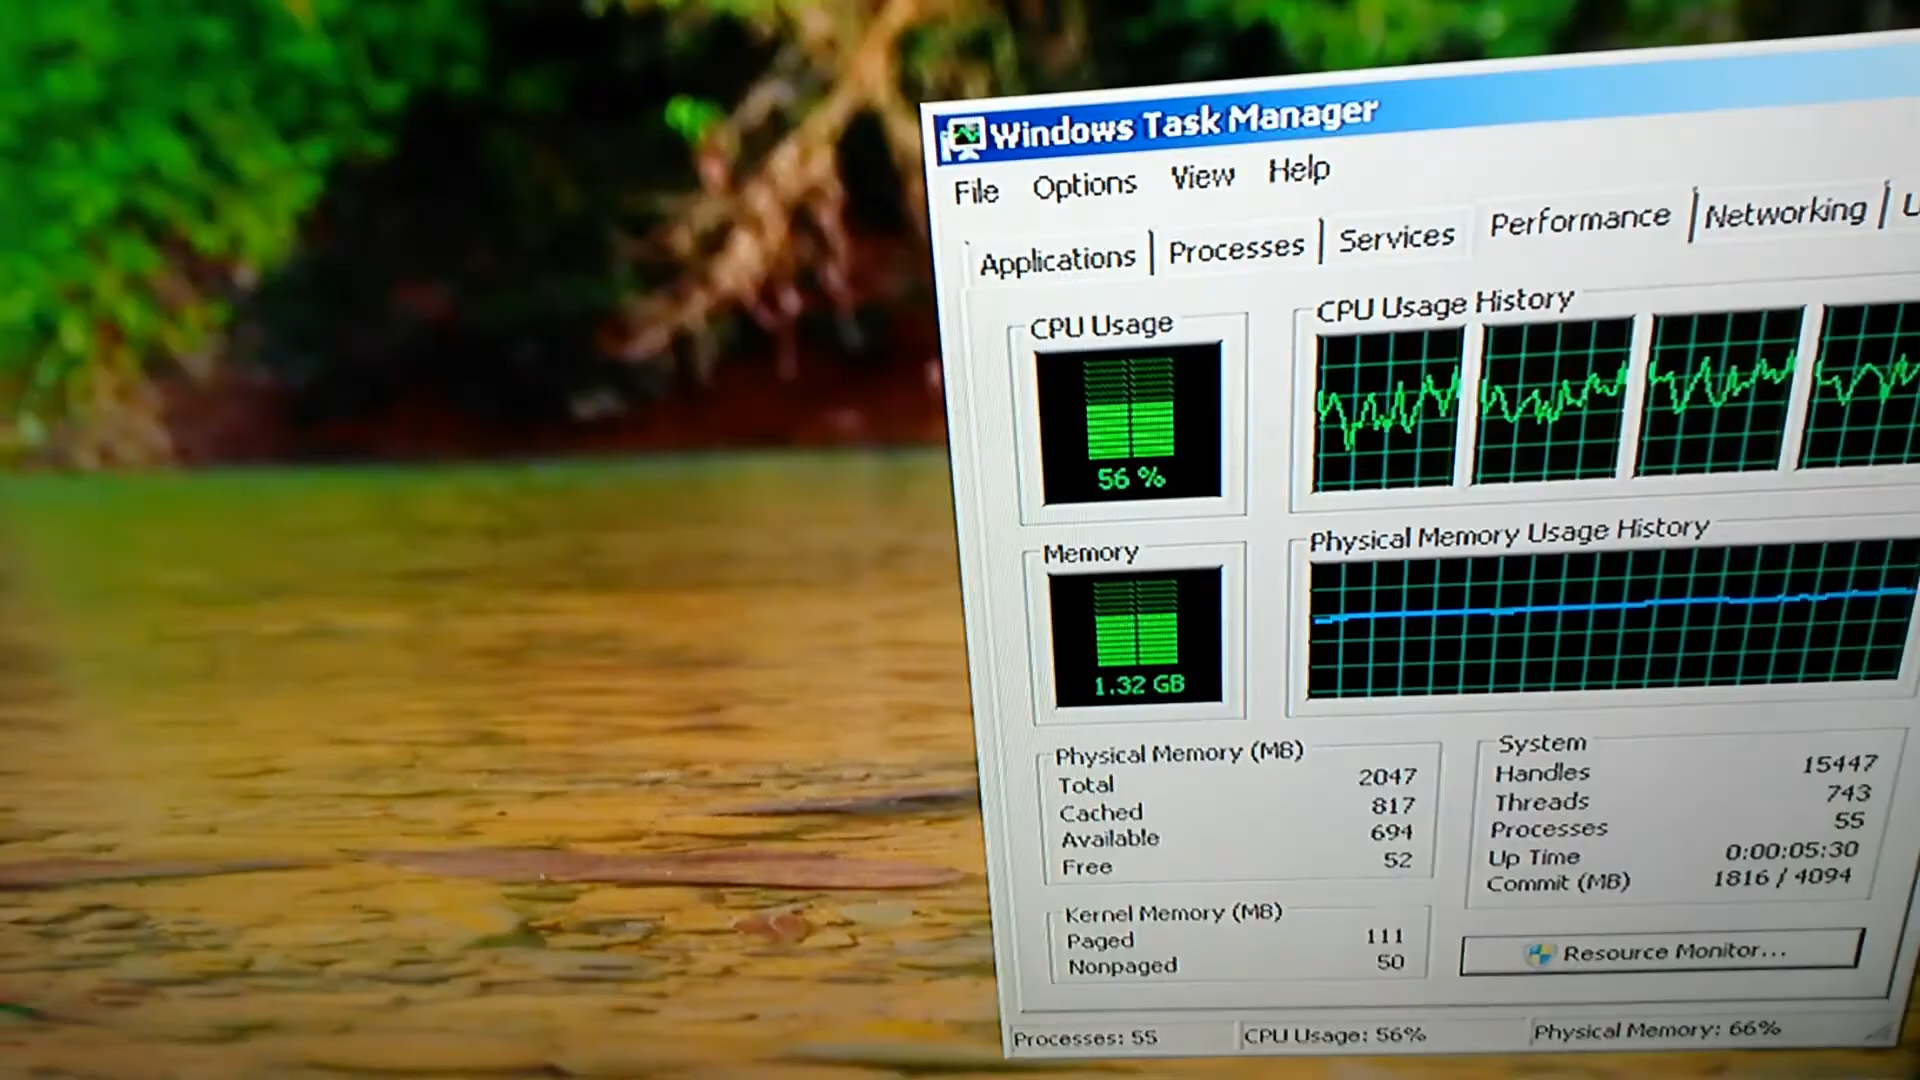 Windows Task Manager
File Options View Help
Applications Processes Services Performance Networking
CPU Usage
56 %
CPU Usage History
Memory
1.32 GB
Physical Memory Usage History
Physical Memory (MB)
Total 2047
Cached 817
Available 694
Free 52
System
Handles 15447
Threads 743
Processes 55
Up Time 0:00:05:30
Commit (MB) 1816 / 4094
Kernel Memory (MB)
Paged 111
Nonpaged 50
Resource Monitor...
Processes: 55 CPU Usage: 56% Physical Memory: 66%